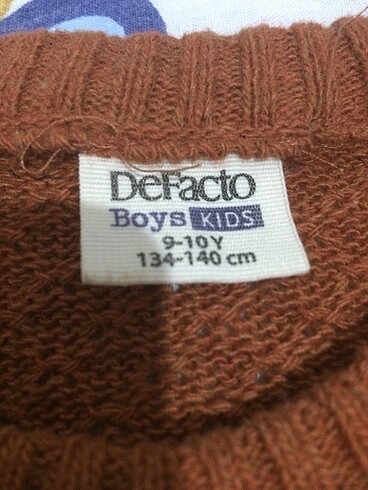 DeFacto
Boys KIDS
9-10Y
134-140 cm